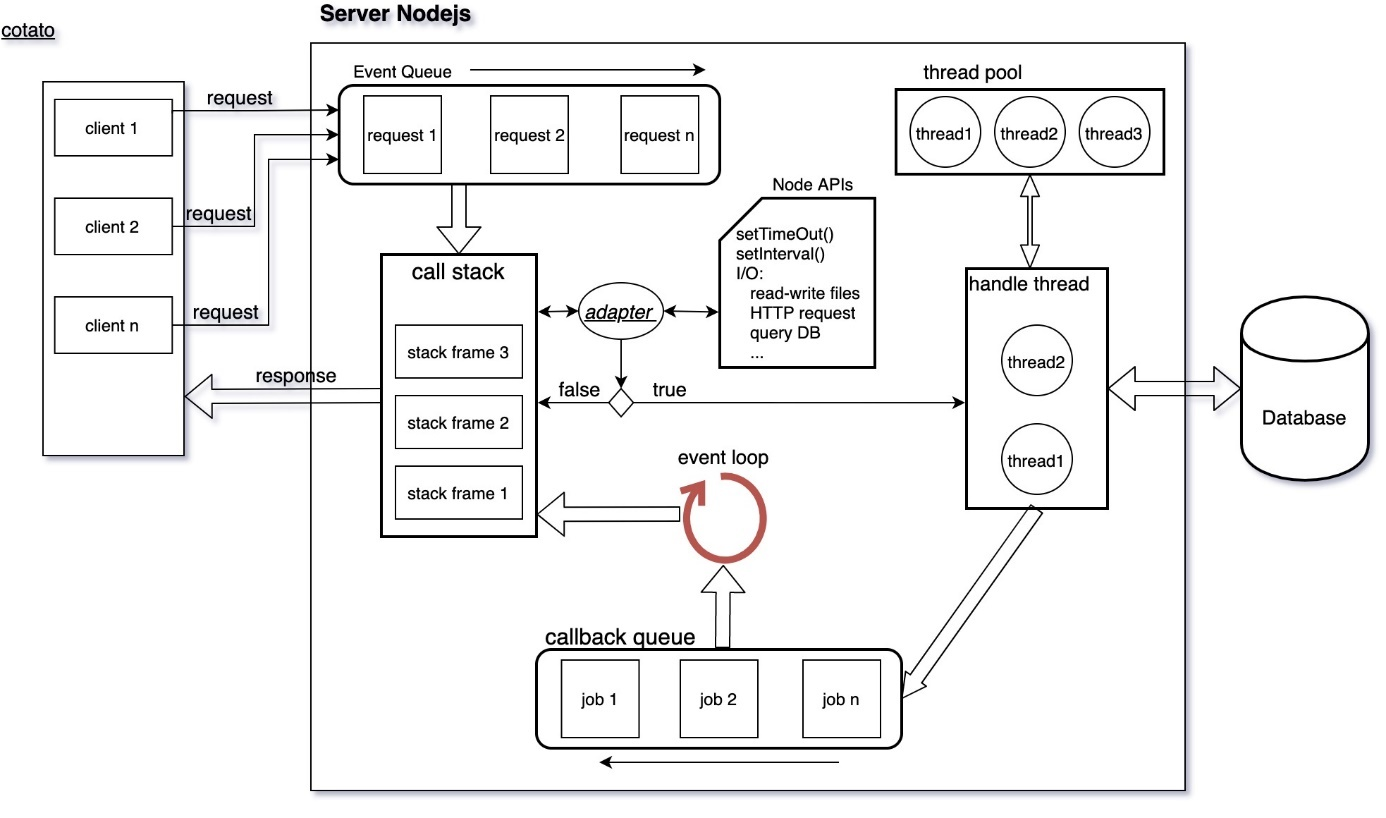 Server Nodejs
cotato
Event Queue
thread pool
request
client 1
request 1
request 2
request n
thread1
thread2
thread3
Node APIs
request
client 2
setTimeOut()
setInterval()
I/O:
read-write files
HTTP request
query DB
...
call stack
handle thread
request
client n
adapter
stack frame 3
thread2
response
false
true
stack frame 2
Database
event loop
thread1
stack frame 1
callback queue
job 1
job 2
job n